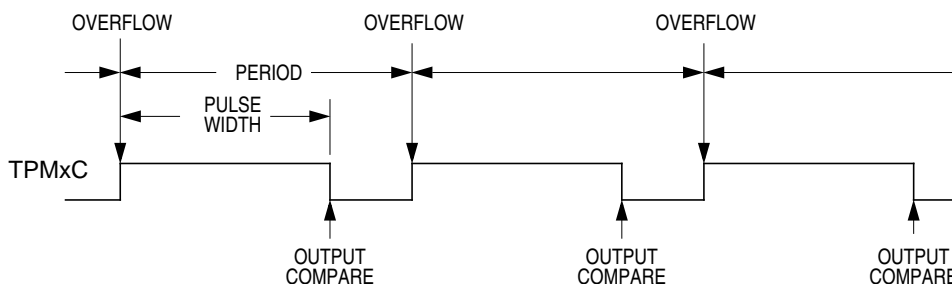 OVERFLOW
OVERFLOW
OVERFLOW
PERIOD
PULSE
WIDTH
TPMxC
OUTPUT
COMPARE
OUTPUT
COMPARE
OUTPUT
COMPARE